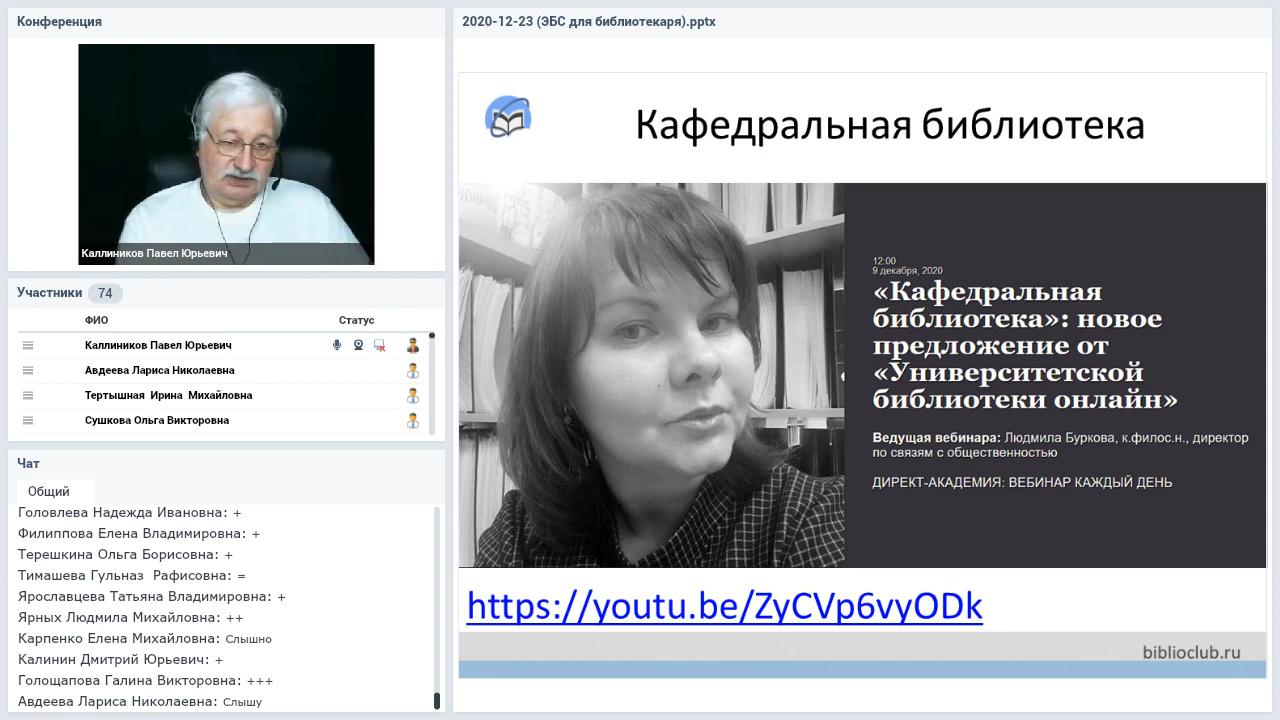 Конференция
Каллиников Павел Юрьевич
Участники 74
ФИО Статус
Каллиников Павел Юрьевич
Авдеева Лариса Николаевна
Тертышная Ирина Михайловна
Сушкова Ольга Викторовна
Чат
Общий
Головлева Надежда Ивановна: +
Филиппова Елена Владимировна: +
Терешкина Ольга Борисовна: +
Тимашева Гульназ Рафисовна: =
Ярославцева Татьяна Владимировна: +
Ярных Людмила Михайловна: ++
Карпенко Елена Михайловна: Слышно
Калинин Дмитрий Юрьевич: +
Голощапова Галина Викторовна: +++
Авдеева Лариса Николаевна: Слышу
2020-12-23 (ЭБС для библиотекаря).pptx
Кафедральная библиотека
12:00
9 декабря, 2020
«Кафедральная
библиотека»: новое
предложение от
«Университетской
библиотеки онлайн»
Ведущая вебинара: Людмила Буркова, к.филос.н., директор
по связям с общественностью
ДИРЕКТ-АКАДЕМИЯ: ВЕБИНАР КАЖДЫЙ ДЕНЬ
https://youtu.be/ZyCVp6vyODk
biblioclub.ru